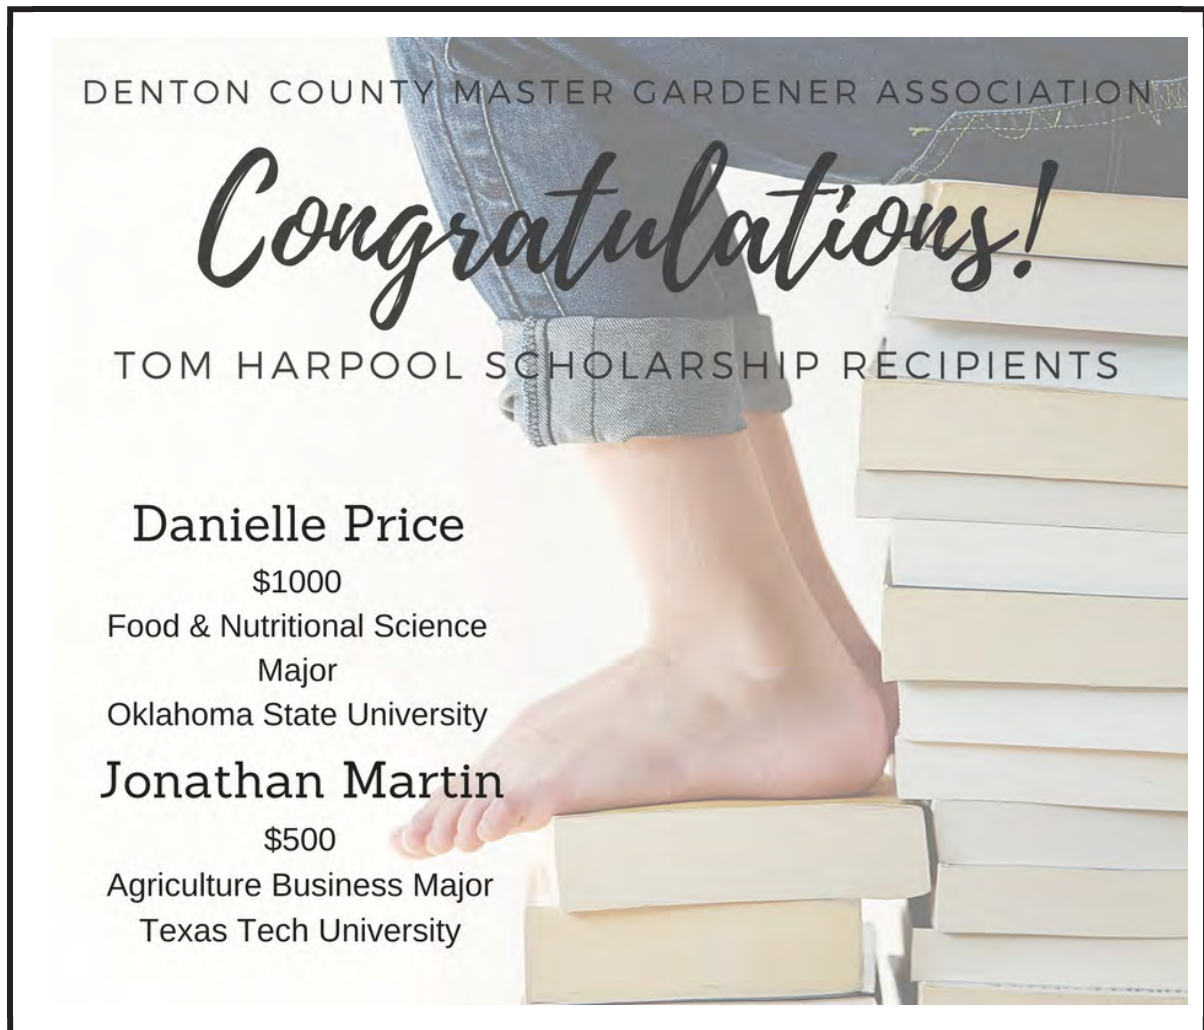 DENTON COUNTY MASTER GARDENER ASSOCIATION
Congratulations!
TOM HARPOOL SCHOLARSHIP RECIPIENTS
Danielle Price
$1000
Food & Nutritional Science
Major
Oklahoma State University
Jonathan Martin
$500
Agriculture Business Major
Texas Tech University